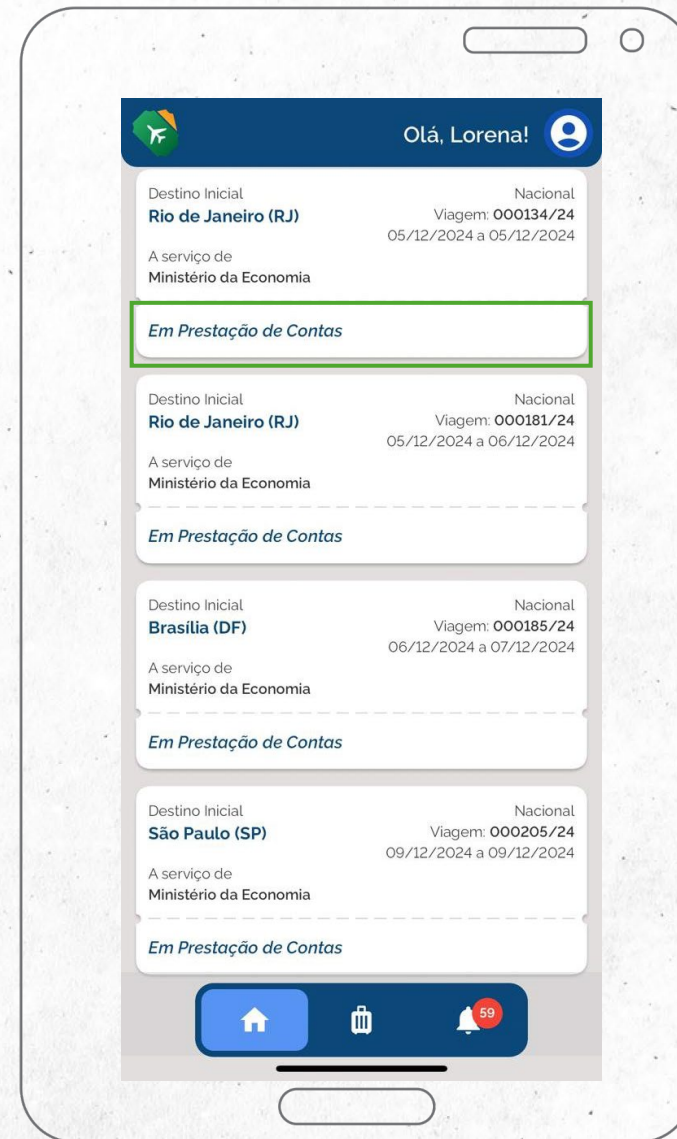 Olá, Lorena!
Destino Inicial
Nacional
Rio de Janeiro (RJ)
Viagem: 000134/24
05/12/2024 a 05/12/2024
A serviço de
Ministério da Economia
Em Prestação de Contas
Destino Inicial
Nacional
Rio de Janeiro (RJ)
Viagem: 000181/24
05/12/2024 a 06/12/2024
A serviço de
Ministério da Economia
Em Prestação de Contas
Destino Inicial
Nacional
Brasília (DF)
Viagem: 000185/24
06/12/2024 a 07/12/2024
A serviço de
Ministério da Economia
Em Prestação de Contas
Destino Inicial
Nacional
São Paulo (SP)
Viagem: 000205/24
09/12/2024 a 09/12/2024
A serviço de
Ministério da Economia
Em Prestação de Contas
59